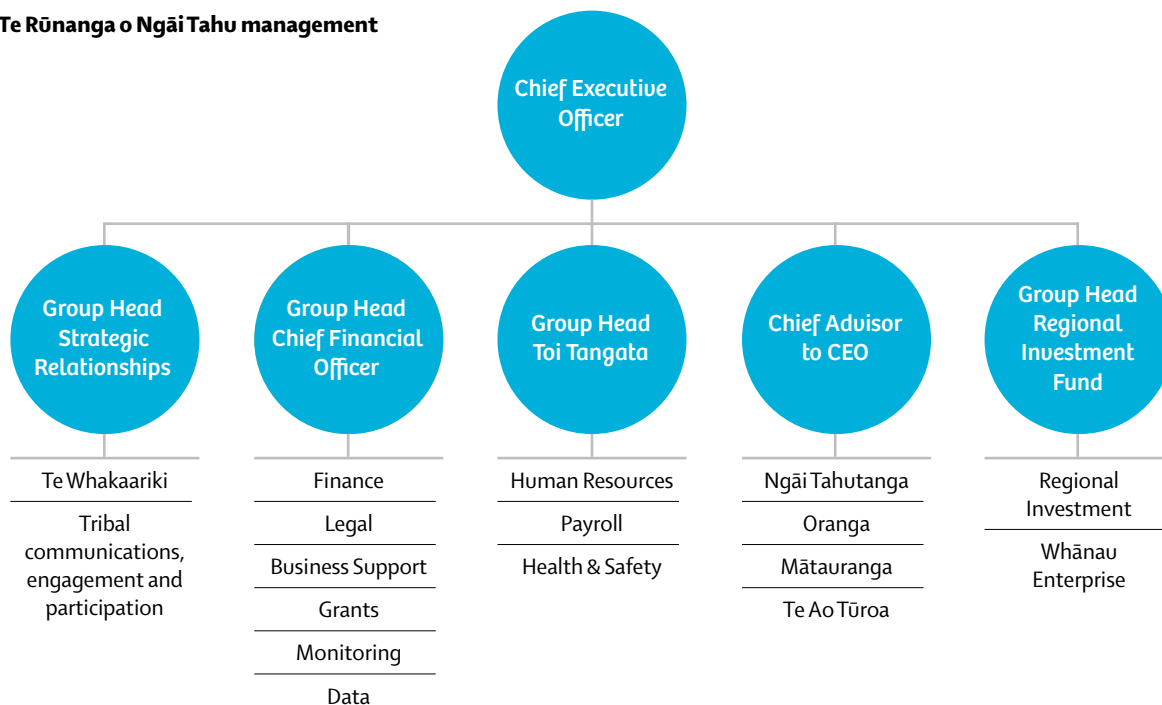 Te Rūnanga o Ngāi Tahu management
Chief Executive
Officer
Group Head
Strategic
Relationships
Te Whakaariki
Tribal
communications,
engagement and
participation
Group Head
Chief Financial
Officer
Finance
Legal
Business Support
Grants
Monitoring
Data
Group Head
Toi Tangata
Human Resources
Payroll
Health & Safety
Chief Advisor
to CEO
Ngāi Tahutanga
Oranga
Mātauranga
Te Ao Tūroa
Group Head
Regional
Investment
Fund
Regional
Investment
Whānau
Enterprise